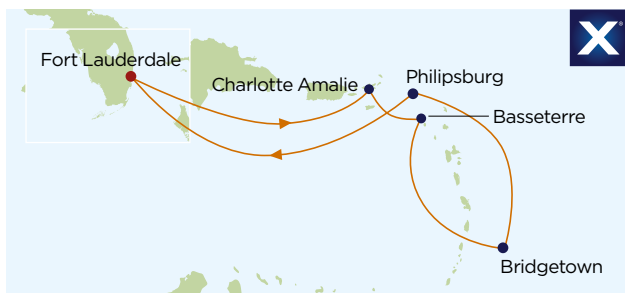 X
Fort Lauderdale
Charlotte Amalie
Philipsburg
Basseterre
Bridgetown